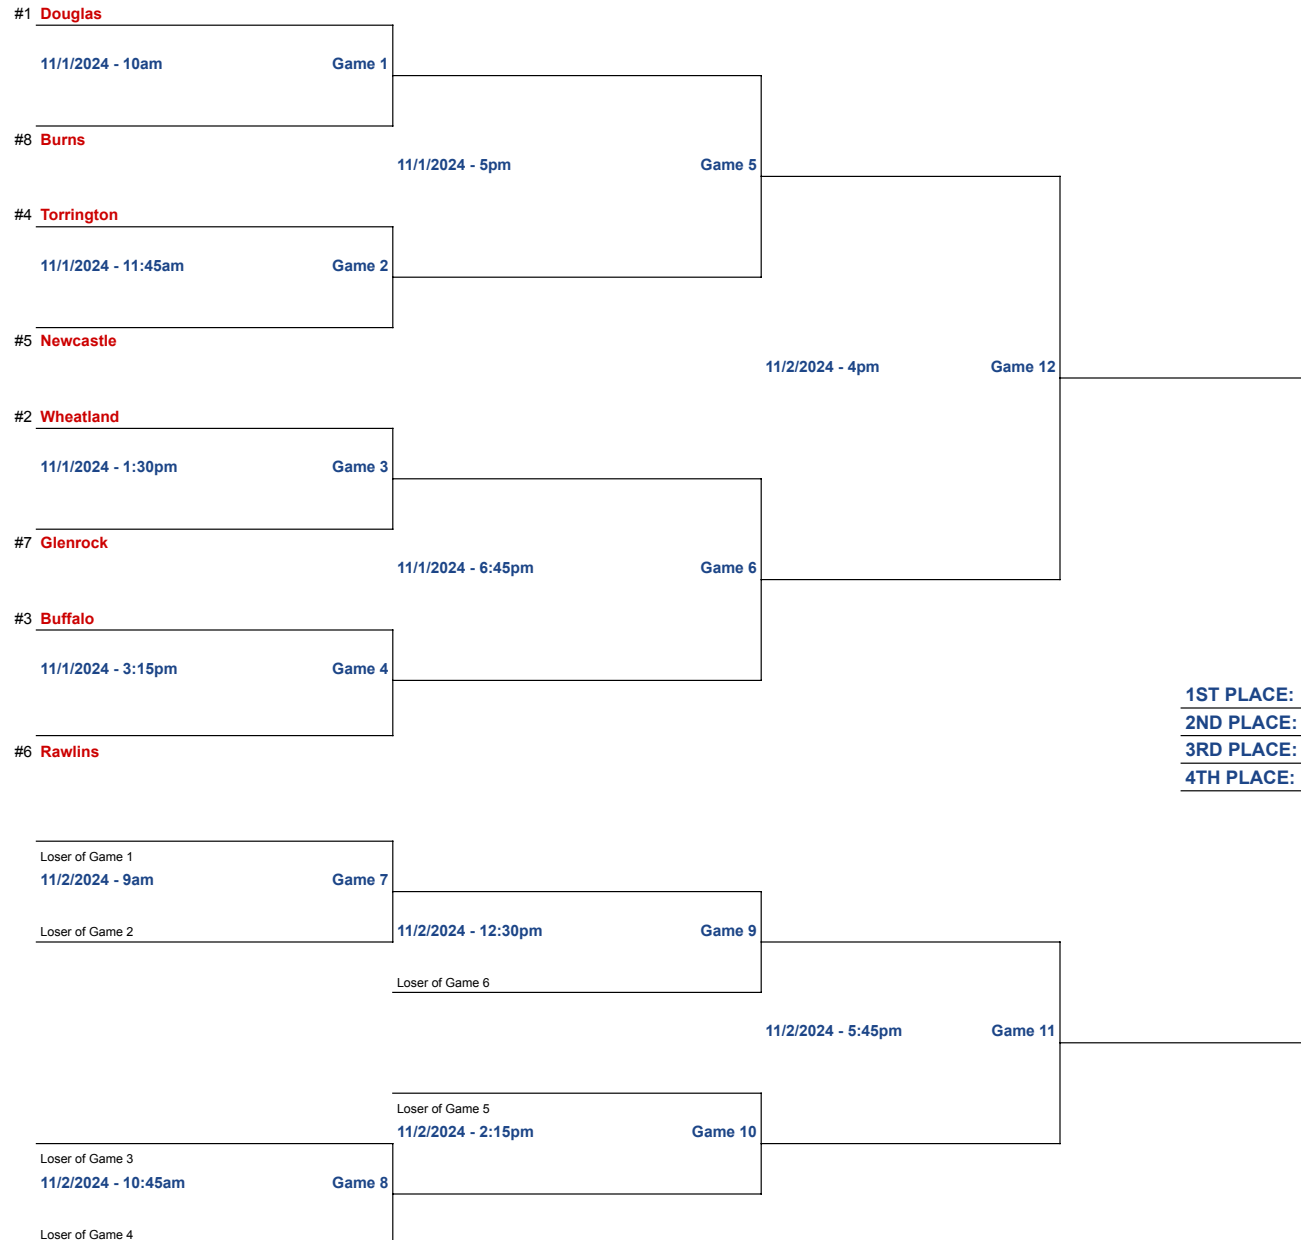 #1 Douglas
11/1/2024 - 10am Game 1
#8 Burns
11/1/2024 - 5pm Game 5
#4 Torrington
11/1/2024 - 11:45am Game 2
#5 Newcastle
11/2/2024 - 4pm Game 12
#2 Wheatland
11/1/2024 - 1:30pm Game 3
#7 Glenrock
11/1/2024 - 6:45pm Game 6
#3 Buffalo
11/1/2024 - 3:15pm Game 4
1ST PLACE:
2ND PLACE:
3RD PLACE:
#6 Rawlins
4TH PLACE:
Loser of Game 1
11/2/2024 - 9am Game 7
Loser of Game 2
11/2/2024 - 12:30pm Game 9
Loser of Game 6
11/2/2024 - 5:45pm Game 11
Loser of Game 5
11/2/2024 - 2:15pm Game 10
Loser of Game 3
11/2/2024 - 10:45am Game 8
Loser of Game 4